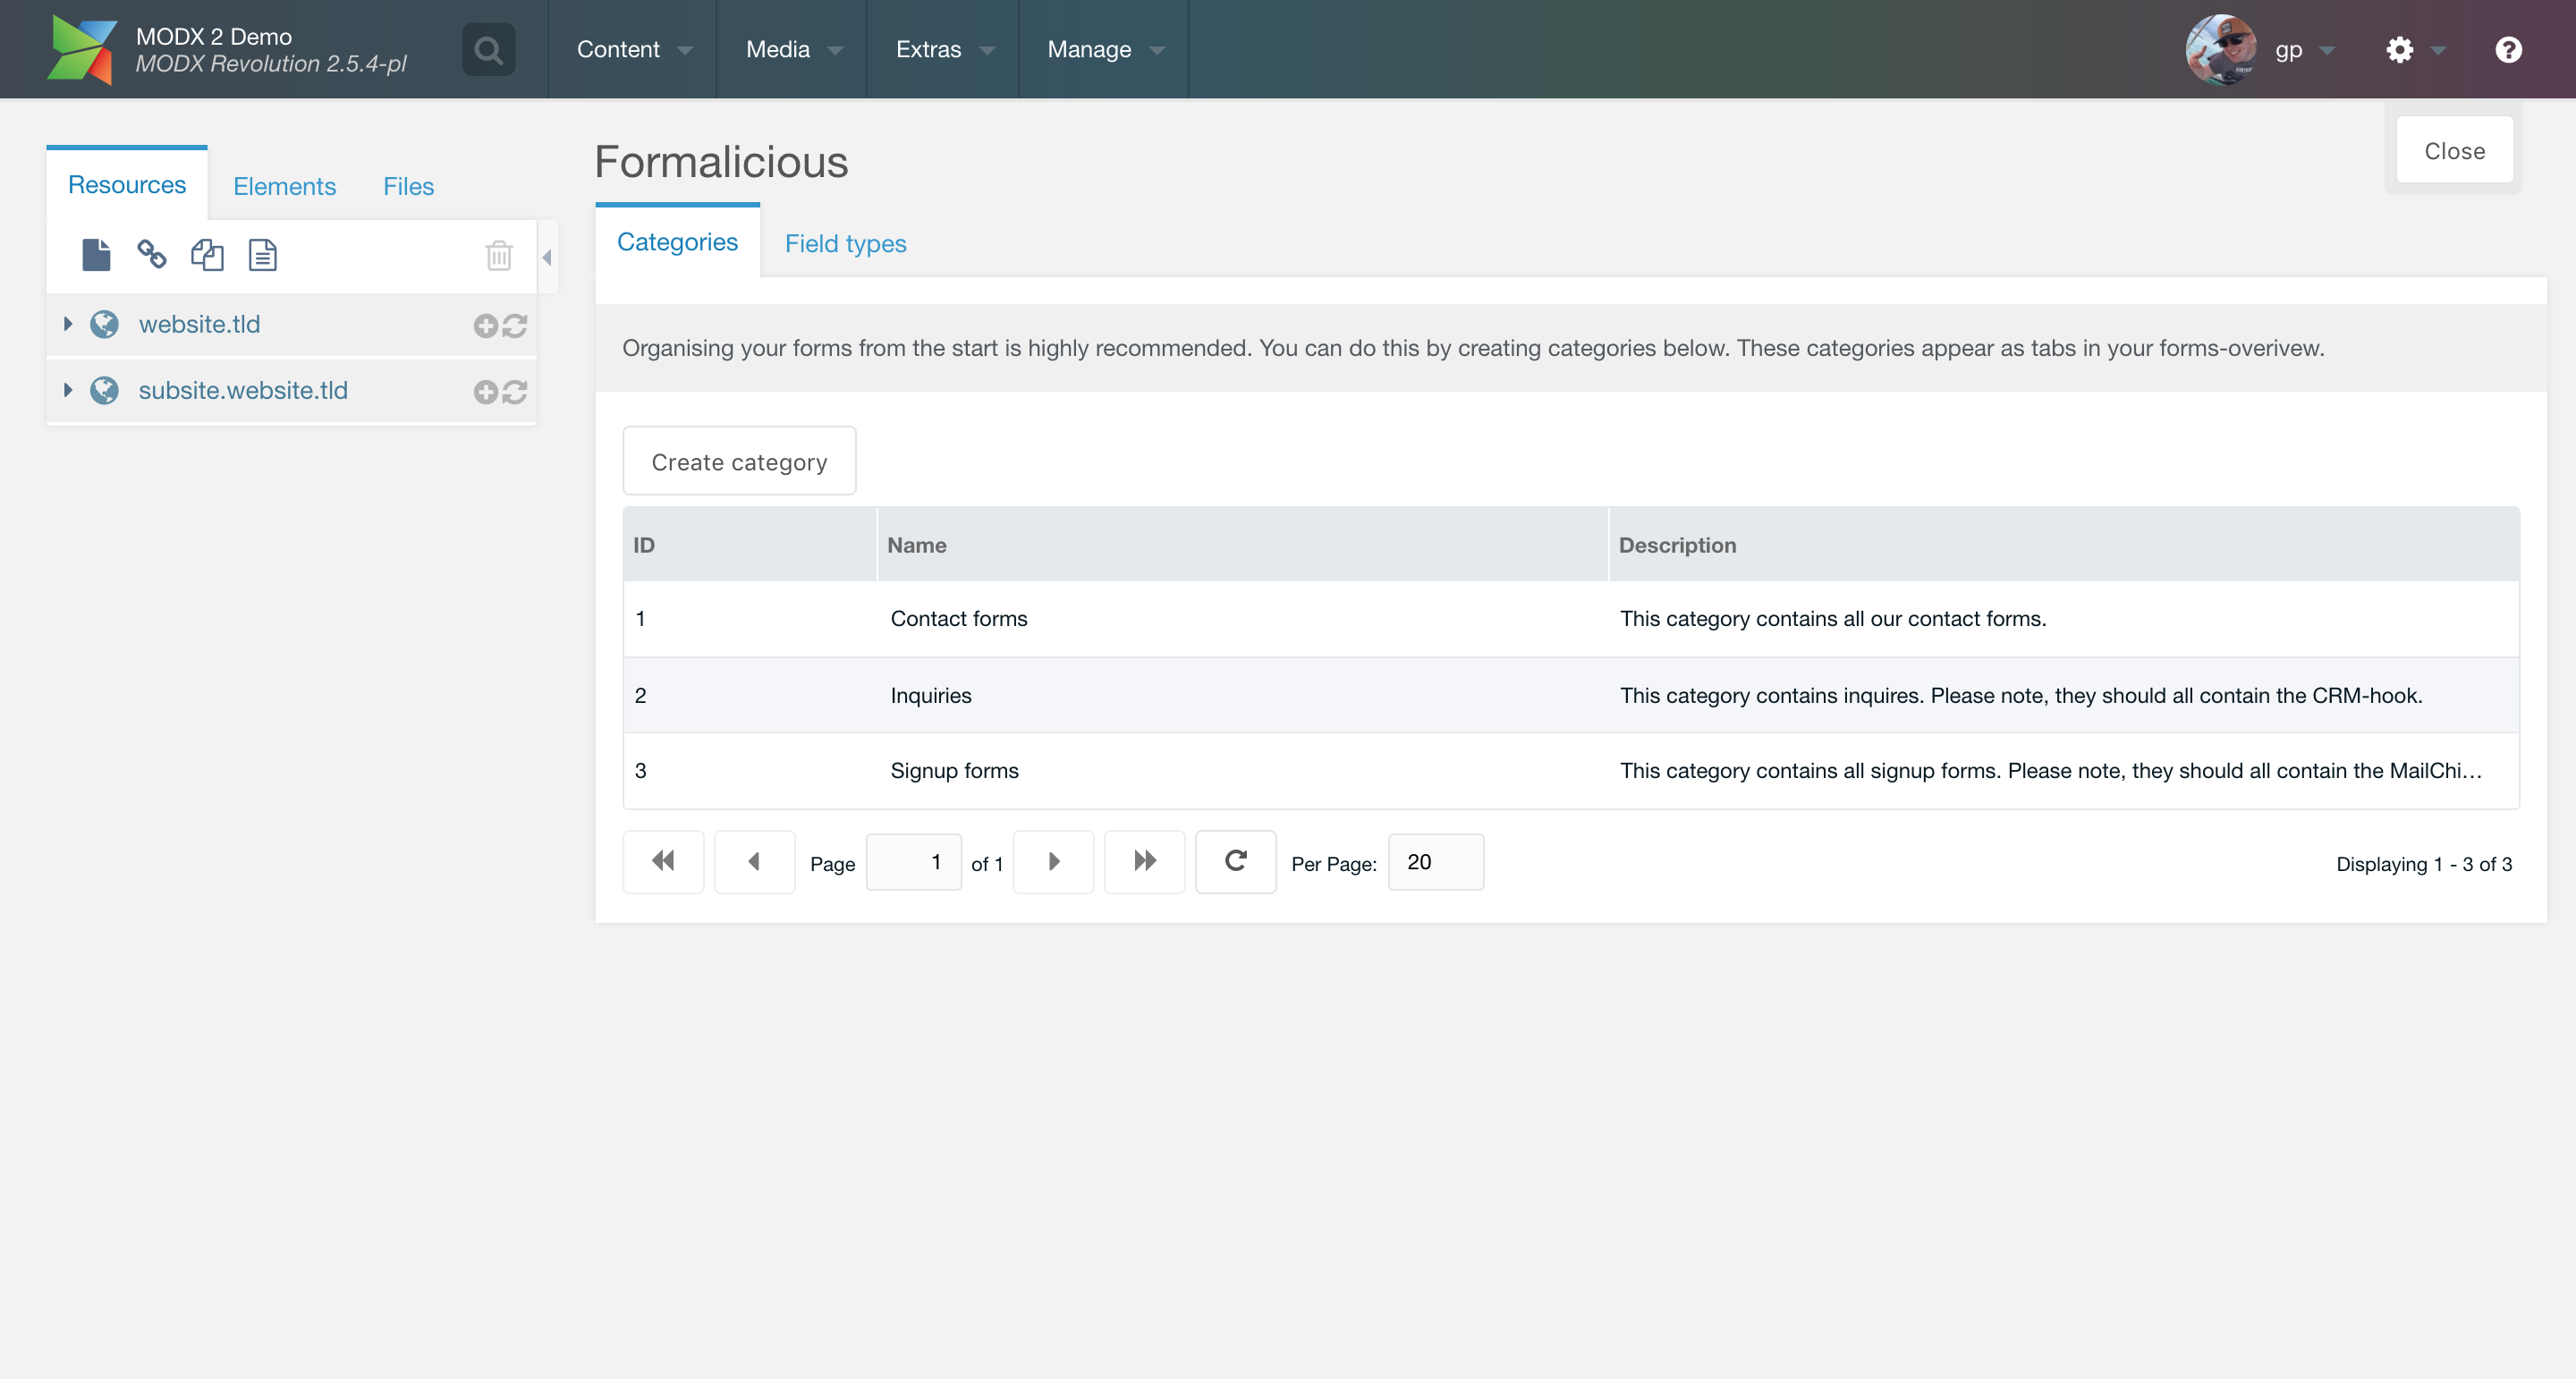 MODX 2 Demo
MODX Revolution 2.5.4-pl
Content
Media
Extras
Manage
gp
Resources
Elements
Files
website.tld
subsite.website.tld
Formalicious
Close
Categories
Field types
Organising your forms from the start is highly recommended. You can do this by creating categories below. These categories appear as tabs in your forms-overivew.
Create category
ID Name Description
1 Contact forms This category contains all our contact forms.
2 Inquiries This category contains inquires. Please note, they should all contain the CRM-hook.
3 Signup forms This category contains all signup forms. Please note, they should all contain the MailChi...
Page 1 of 1 Per Page: 20 Displaying 1 - 3 of 3